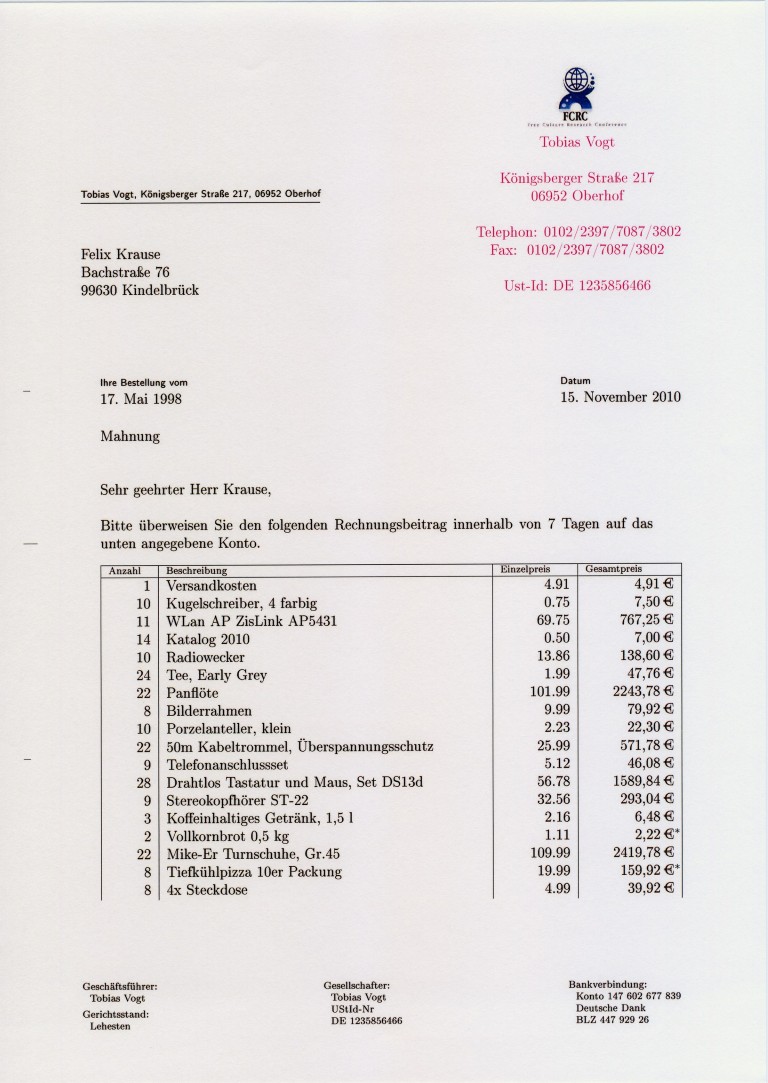 FCRC
Free Culture Research Conference
Tobias Vogt
Königsberger Straße 217
06952 Oberhof
Tobias Vogt, Königsberger Straße 217, 06952 Oberhof
Telephon: 0102/2397/7087/3802
Fax: 0102/2397/7087/3802
Ust-Id: DE 1235856466
Felix Krause
Bachstraße 76
99630 Kindelbrück
Ihre Bestellung vom
17. Mai 1998
Datum
15. November 2010
Mahnung
Sehr geehrter Herr Krause,
Bitte überweisen Sie den folgenden Rechnungsbeitrag innerhalb von 7 Tagen auf das
unten angegebene Konto.
Anzahl Beschreibung Einzelpreis Gesamtpreis
1 Versandkosten 4.91 4,91 €
10 Kugelschreiber, 4 farbig 0.75 7,50 €
11 WLan AP ZisLink AP5431 69.75 767,25 €
14 Katalog 2010 0.50 7,00 €
10 Radiowecker 13.86 138,60 €
24 Tee, Early Grey 1.99 47,76 €
22 Panflöte 101.99 2243,78 €
8 Bilderrahmen 9.99 79,92 €
10 Porzelanteller, klein 2.23 22,30 €
22 50m Kabeltrommel, Überspannungsschutz 25.99 571,78 €
9 Telefonanschlussset 5.12 46,08 €
28 Drahtlos Tastatur und Maus, Set DS13d 56.78 1589,84 €
9 Stereokopfhörer ST-22 32.56 293,04 €
3 Koffeinhaltiges Getränk, 1,5 l 2.16 6,48 €
2 Vollkornbrot 0,5 kg 1.11 2,22 €*
22 Mike-Er Turnschuhe, Gr.45 109.99 2419,78 €
8 Tiefkühlpizza 10er Packung 19.99 159,92 €*
8 4x Steckdose 4.99 39,92 €
Geschäftsführer:
Tobias Vogt
Gerichtsstand:
Lehesten
Gesellschafter:
Tobias Vogt
UStId-Nr
DE 1235856466
Bankverbindung:
Konto 147 602 677 839
Deutsche Dank
BLZ 447 929 26